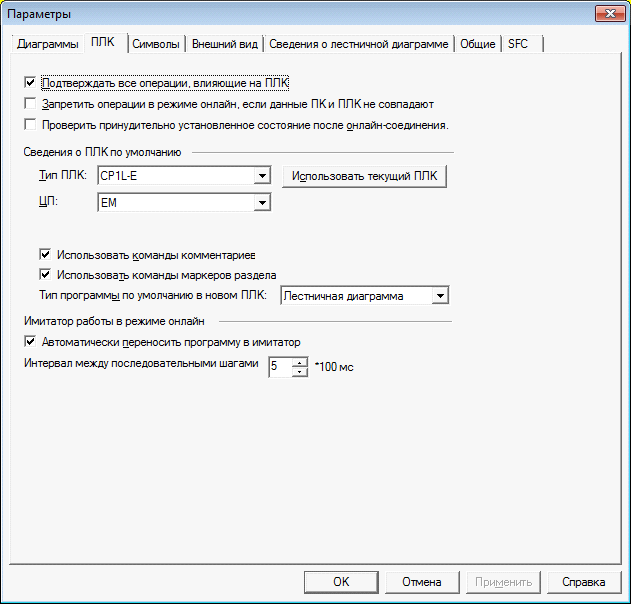 Параметры
Диаграммы ПЛК Символы Внешний вид Сведения о лестничной диаграмме Общие SFC
Подтверждать все операции, влияющие на ПЛК
Запретить операции в режиме онлайн, если данные ПК и ПЛК не совпадают
Проверить принудительно установленное состояние после онлайн-соединения.
Сведения о ПЛК по умолчанию
Тип ПЛК: CP1L-E Использовать текущий ПЛК
ЦП: EM
Использовать команды комментариев
Использовать команды маркеров раздела
Тип программы по умолчанию в новом ПЛК: Лестничная диаграмма
Имитатор работы в режиме онлайн
Автоматически переносить программу в имитатор
Интервал между последовательными шагами 5 *100 мс
OK Отмена Применить Справка